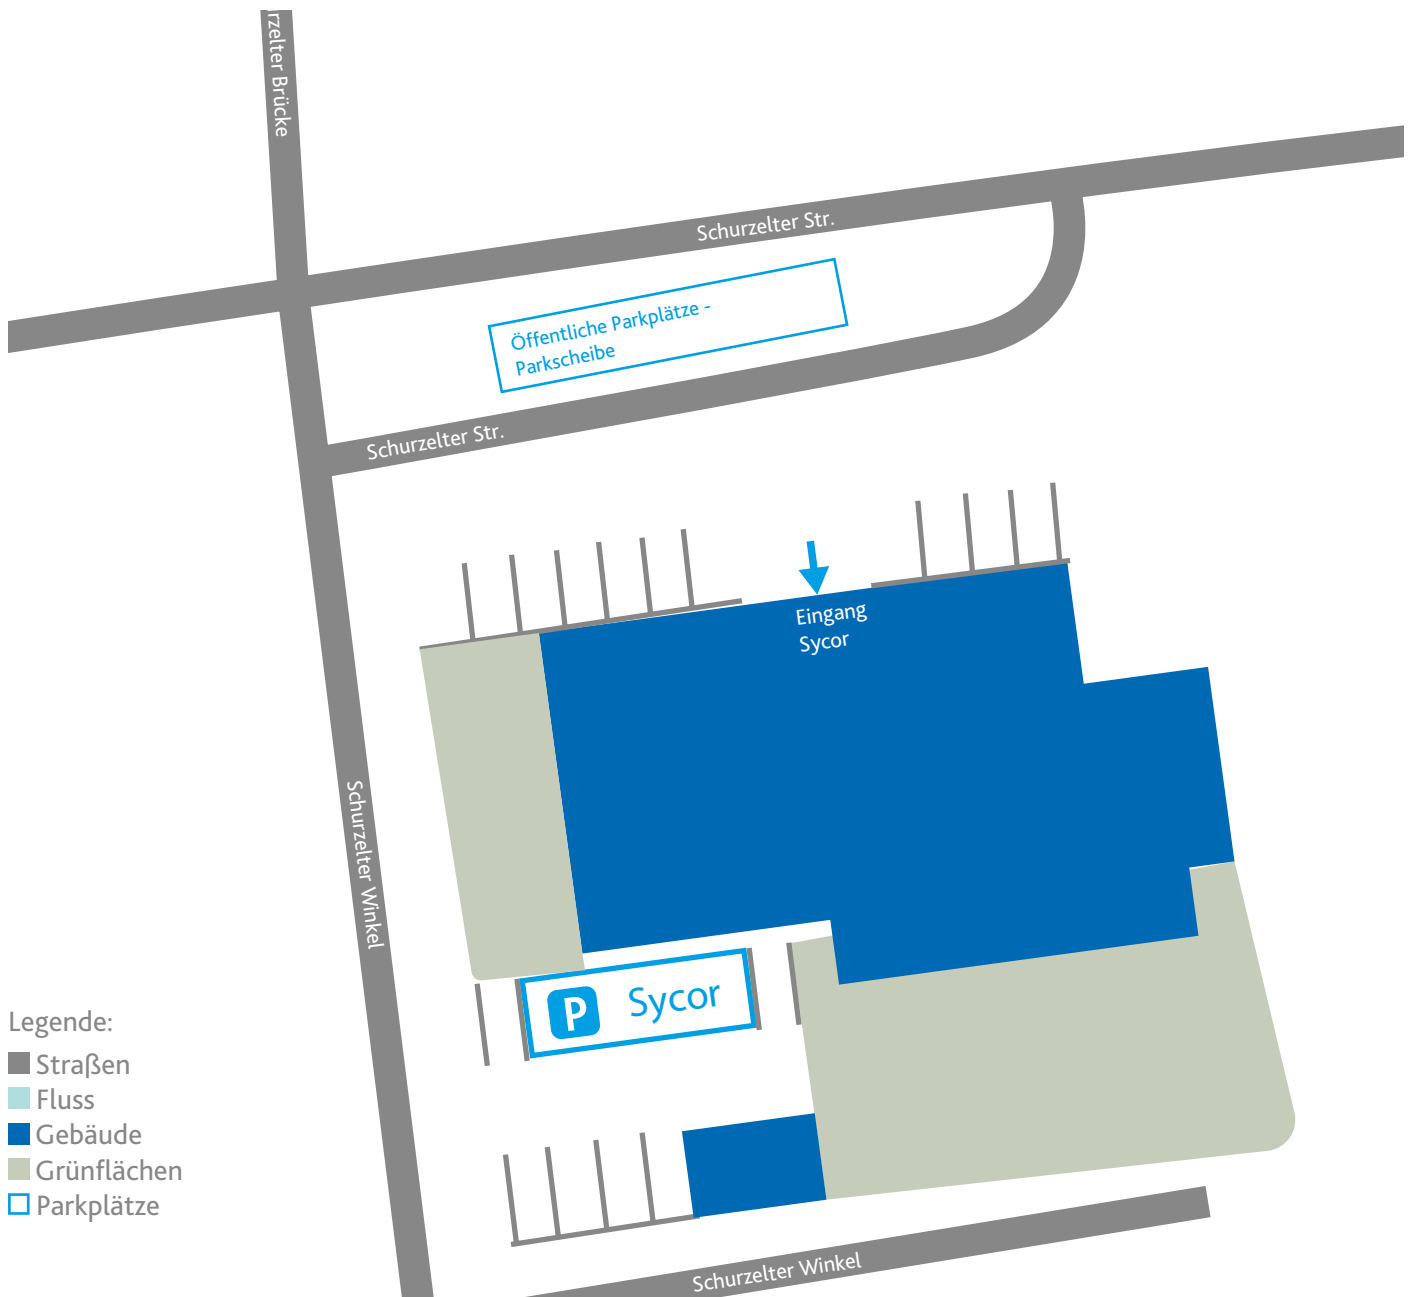 Brücke
Schurzelter Str.
Öffentliche Parkplätze -
Parkscheibe
Schurzelter Str.
Eingang
Sycor
Schurzelter Winkel
P Sycor
Legende:
Straßen
Fluss
Gebäude
Grünflächen
Parkplätze
Schurzelter Winkel